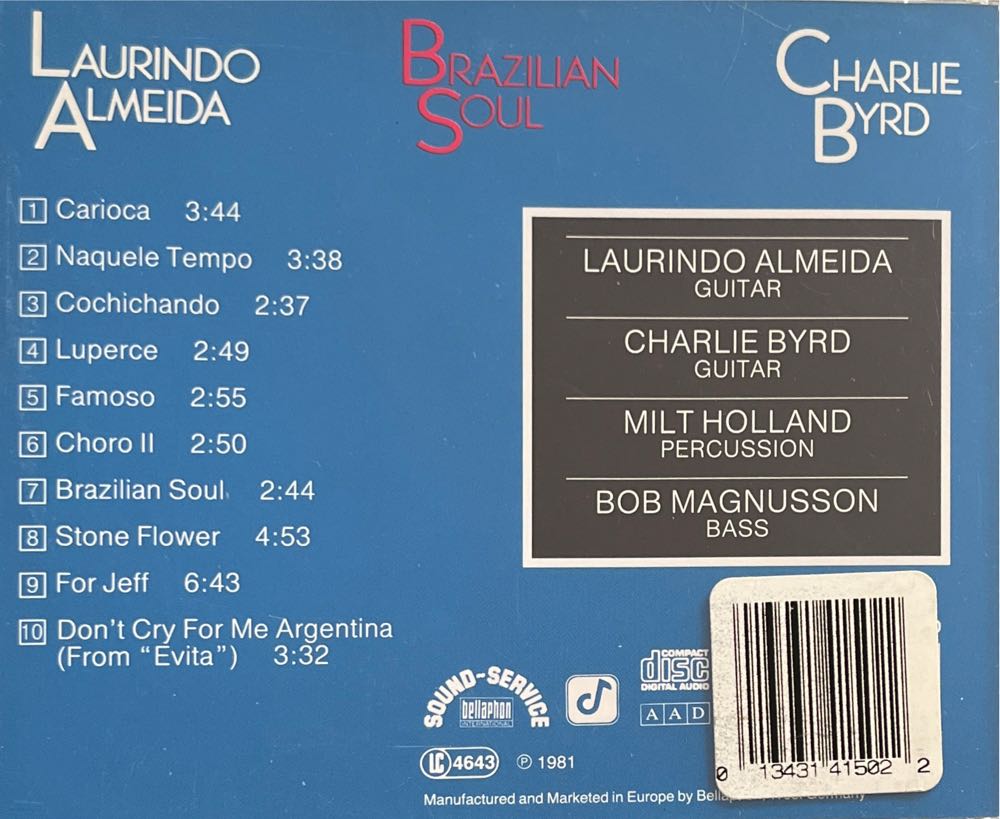 LAURINDO
ALMEIDA
BRAZILIAN
SOUL
CHARLIE
BYRD
1 Carioca 3:44
2 Naquele Tempo 3:38
3 Cochichando 2:37
4 Luperce 2:49
5 Famoso 2:55
6 Choro II 2:50
7 Brazilian Soul 2:44
8 Stone Flower 4:53
9 For Jeff 6:43
10 Don't Cry For Me Argentina
(From "Evita") 3:32
LAURINDO ALMEIDA
GUITAR
CHARLIE BYRD
GUITAR
MILT HOLLAND
PERCUSSION
BOB MAGNUSSON
BASS
SOUND-SERVICE
bellaphon
INTERNATIONAL
COMPACT
disc
DIGITAL AUDIO
AAD
LC 4643 ℗ 1981
Manufactured and Marketed in Europe by
0 13431 41502 2